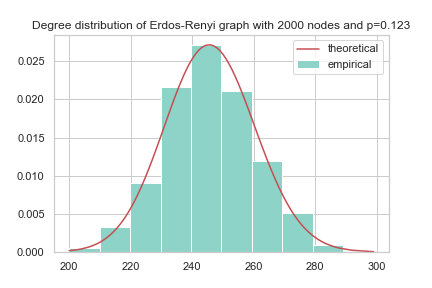 Degree distribution of Erdos-Renyi graph with 2000 nodes and p=0.123
theoretical
empirical
0.025
0.020
0.015
0.010
0.005
0.000
200 220 240 260 280 300